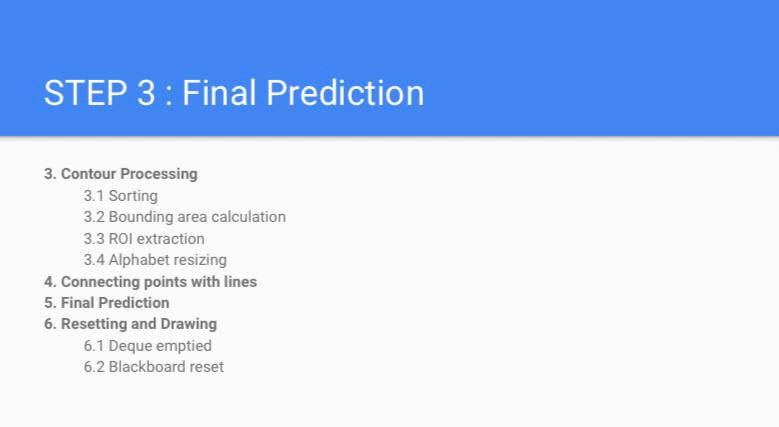 STEP 3 : Final Prediction
3. Contour Processing
3.1 Sorting
3.2 Bounding area calculation
3.3 ROI extraction
3.4 Alphabet resizing
4. Connecting points with lines
5. Final Prediction
6. Resetting and Drawing
6.1 Deque emptied
6.2 Blackboard reset